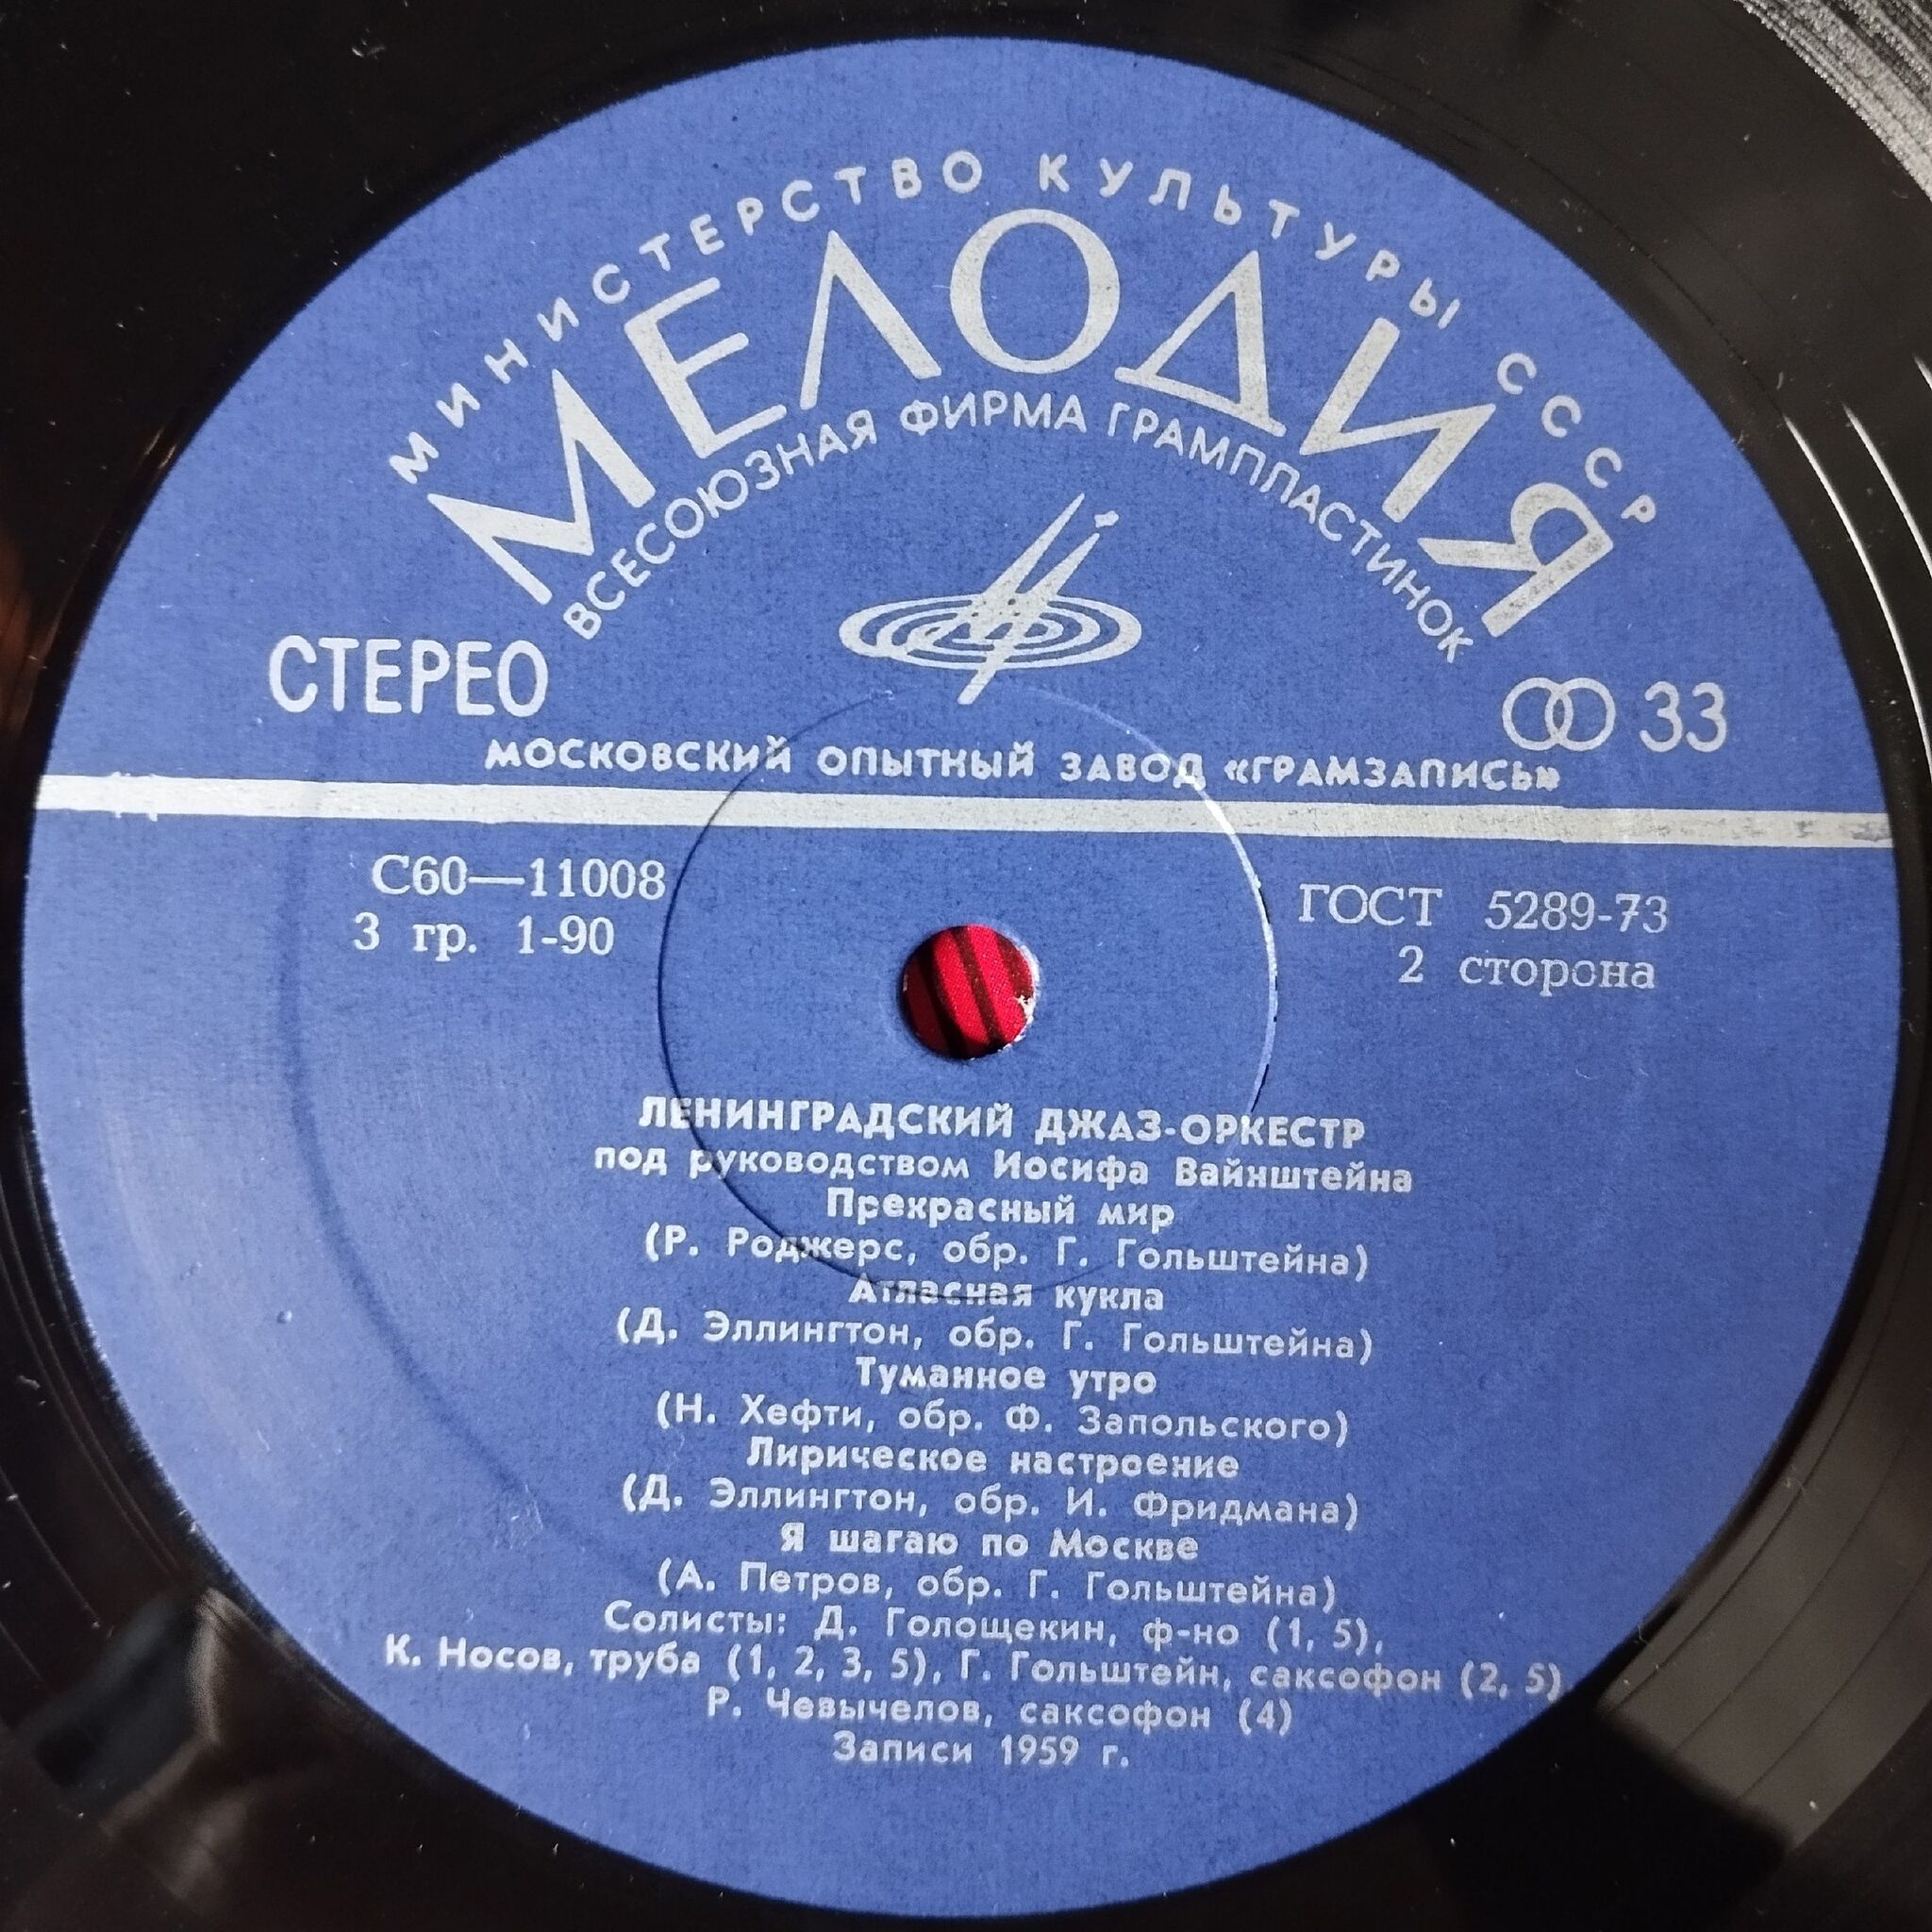 МИНИСТЕРСТВО КУЛЬТУРЫ СССР
МЕЛОДИЯ
ВСЕСОЮЗНАЯ ФИРМА ГРАМПЛАСТИНОК
СТЕРЕО
33
МОСКОВСКИЙ ОПЫТНЫЙ ЗАВОД «ГРАМЗАПИСЬ»
С60—11008
ГОСТ 5289-73
3 гр. 1-90
2 сторона
ЛЕНИНГРАДСКИЙ ДЖАЗ-ОРКЕСТР
под руководством Иосифа Вайнштейна
Прекрасный мир
(Р. Роджерс, обр. Г. Гольштейна)
Атласная кукла
(Д. Эллингтон, обр. Г. Гольштейна)
Туманное утро
(Н. Хефти, обр. Ф. Запольского)
Лирическое настроение
(Д. Эллингтон, обр. И. Фридмана)
Я шагаю по Москве
(А. Петров, обр. Г. Гольштейна)
Солисты: Д. Голощекин, ф-но (1, 5),
К. Носов, труба (1, 2, 3, 5), Г. Гольштейн, саксофон (2, 5)
Р. Чевычелов, саксофон (4)
Записи 1959 г.